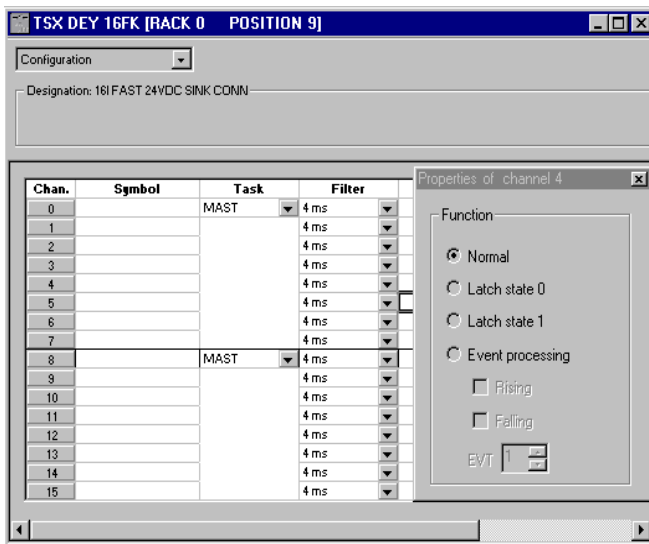 TSX DEY 16FK [RACK 0 POSITION 9]
Configuration
Designation: 16I FAST 24VDC SINK CONN
Chan. Symbol Task Filter
0 MAST 4 ms
1 4 ms
2 4 ms
3 4 ms
4 4 ms
5 4 ms
6 4 ms
7 4 ms
8 MAST 4 ms
9 4 ms
10 4 ms
11 4 ms
12 4 ms
13 4 ms
14 4 ms
15 4 ms
Properties of channel 4
Function
Normal
Latch state 0
Latch state 1
Event processing
Rising
Falling
EVT 1